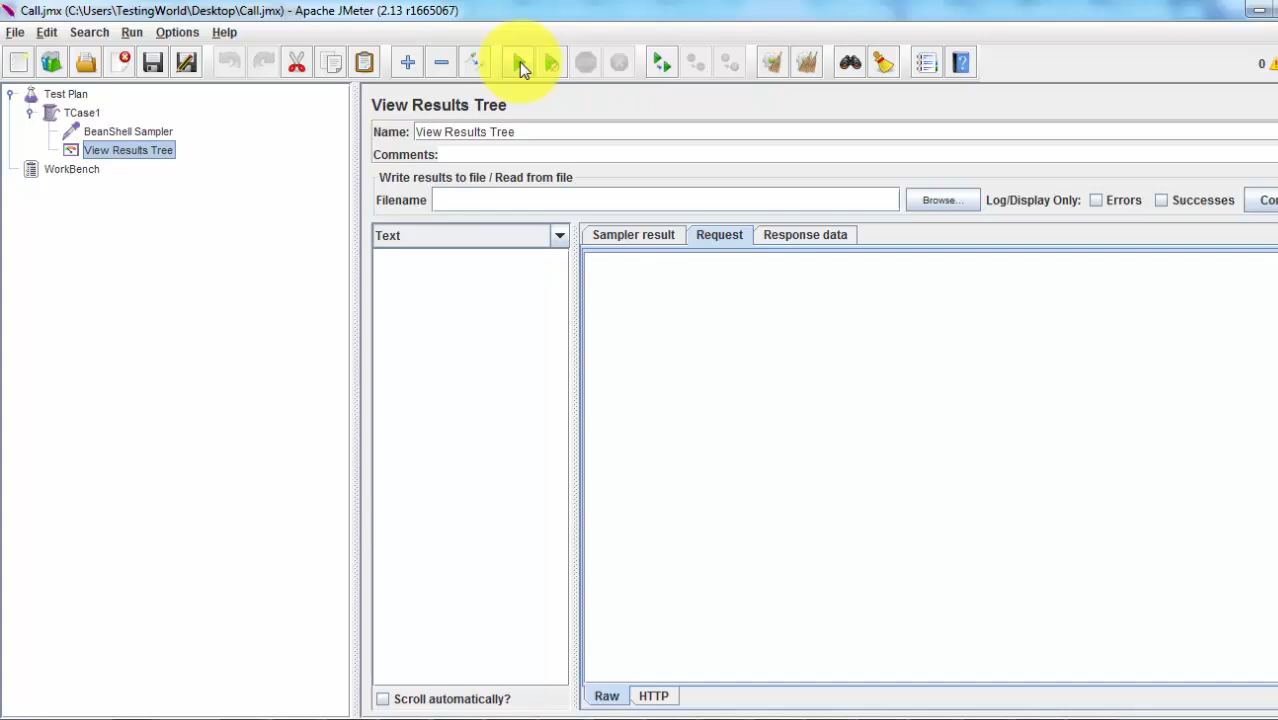 Call.jmx (C:\Users\TestingWorld\Desktop\Call.jmx) - Apache JMeter (2.13 r1665067)
File Edit Search Run Options Help
0
Test Plan
TCase1
BeanShell Sampler
View Results Tree
WorkBench
View Results Tree
Name: View Results Tree
Comments:
Write results to file / Read from file
Filename Browse... Log/Display Only: Errors Successes Con
Text
Sampler result Request Response data
Scroll automatically?
Raw HTTP